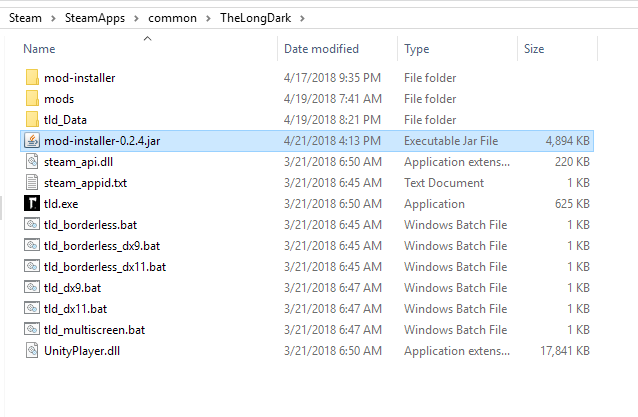 Steam > SteamApps > common > TheLongDark >
Name Date modified Type Size
mod-installer 4/17/2018 9:35 PM File folder
mods 4/19/2018 7:41 AM File folder
tld_Data 4/19/2018 8:21 PM File folder
mod-installer-0.2.4.jar 4/21/2018 4:13 PM Executable Jar File 4,894 KB
steam_api.dll 3/21/2018 6:50 AM Application extens... 220 KB
steam_appid.txt 3/21/2018 6:45 AM Text Document 1 KB
tld.exe 3/21/2018 6:50 AM Application 625 KB
tld_borderless.bat 3/21/2018 6:45 AM Windows Batch File 1 KB
tld_borderless_dx9.bat 3/21/2018 6:45 AM Windows Batch File 1 KB
tld_borderless_dx11.bat 3/21/2018 6:45 AM Windows Batch File 1 KB
tld_dx9.bat 3/21/2018 6:47 AM Windows Batch File 1 KB
tld_dx11.bat 3/21/2018 6:47 AM Windows Batch File 1 KB
tld_multiscreen.bat 3/21/2018 6:47 AM Windows Batch File 1 KB
UnityPlayer.dll 3/21/2018 6:50 AM Application extens... 17,841 KB